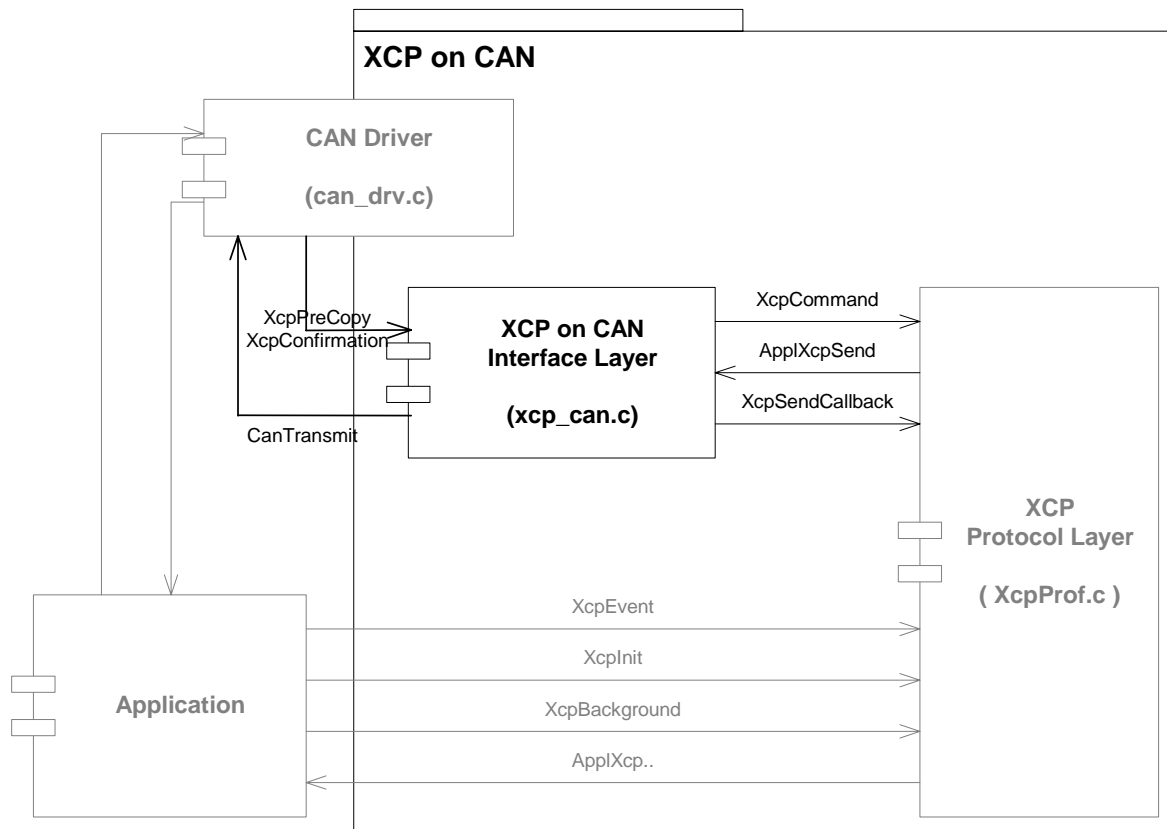 XCP on CAN
CAN Driver
(can_drv.c)
XcpPreCopy
XcpConfirmation
CanTransmit
XCP on CAN
Interface Layer
(xcp_can.c)
XcpCommand
ApplXcpSend
XcpSendCallback
XCP
Protocol Layer
( XcpProf.c )
Application
XcpEvent
XcpInit
XcpBackground
ApplXcp..